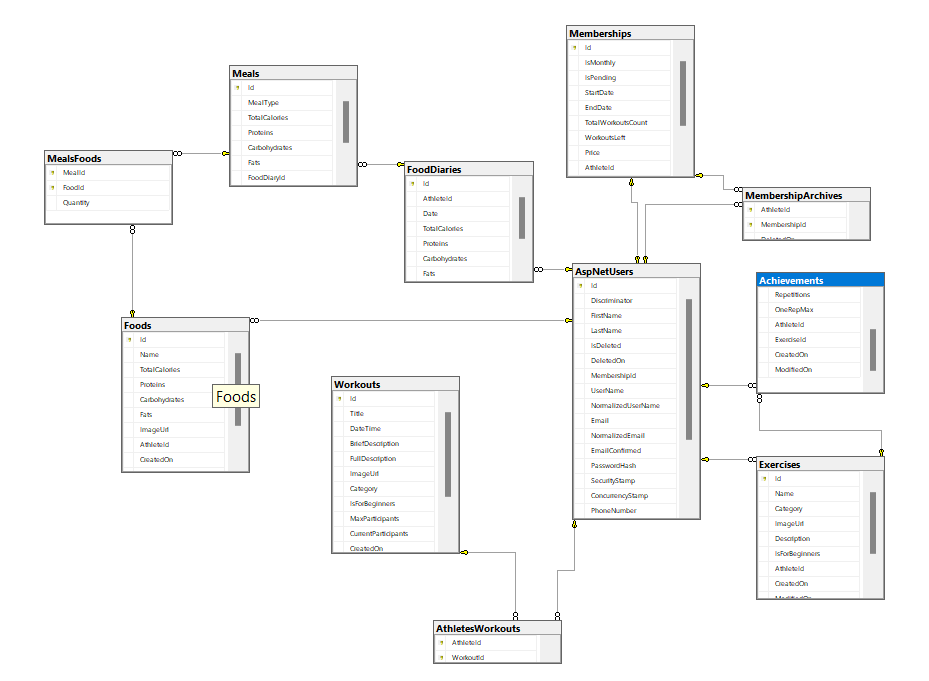 Memberships
Id
IsMonthly
IsPending
StartDate
EndDate
TotalWorkoutsCount
WorkoutsLeft
Price
AthleteId
Meals
Id
MealType
TotalCalories
Proteins
Carbohydrates
Fats
FoodDiaryId
MealsFoods
MealId
FoodId
Quantity
FoodDiaries
Id
AthleteId
Date
TotalCalories
Proteins
Carbohydrates
Fats
MembershipArchives
AthleteId
MembershipId
DeletedOn
AspNetUsers
Id
Discriminator
FirstName
LastName
IsDeleted
DeletedOn
MembershipId
UserName
NormalizedUserName
Email
NormalizedEmail
EmailConfirmed
PasswordHash
SecurityStamp
ConcurrencyStamp
PhoneNumber
Achievements
Repetitions
OneRepMax
AthleteId
ExerciseId
CreatedOn
ModifiedOn
Foods
Id
Name
TotalCalories
Proteins
Carbohydrates
Fats
ImageUrl
AthleteId
CreatedOn
Foods
Workouts
Id
Title
DateTime
BriefDescription
FullDescription
ImageUrl
Category
IsForBeginners
MaxParticipants
CurrentParticipants
CreatedOn
Exercises
Id
Name
Category
ImageUrl
Description
IsForBeginners
AthleteId
CreatedOn
ModifiedOn
AthletesWorkouts
AthleteId
WorkoutId